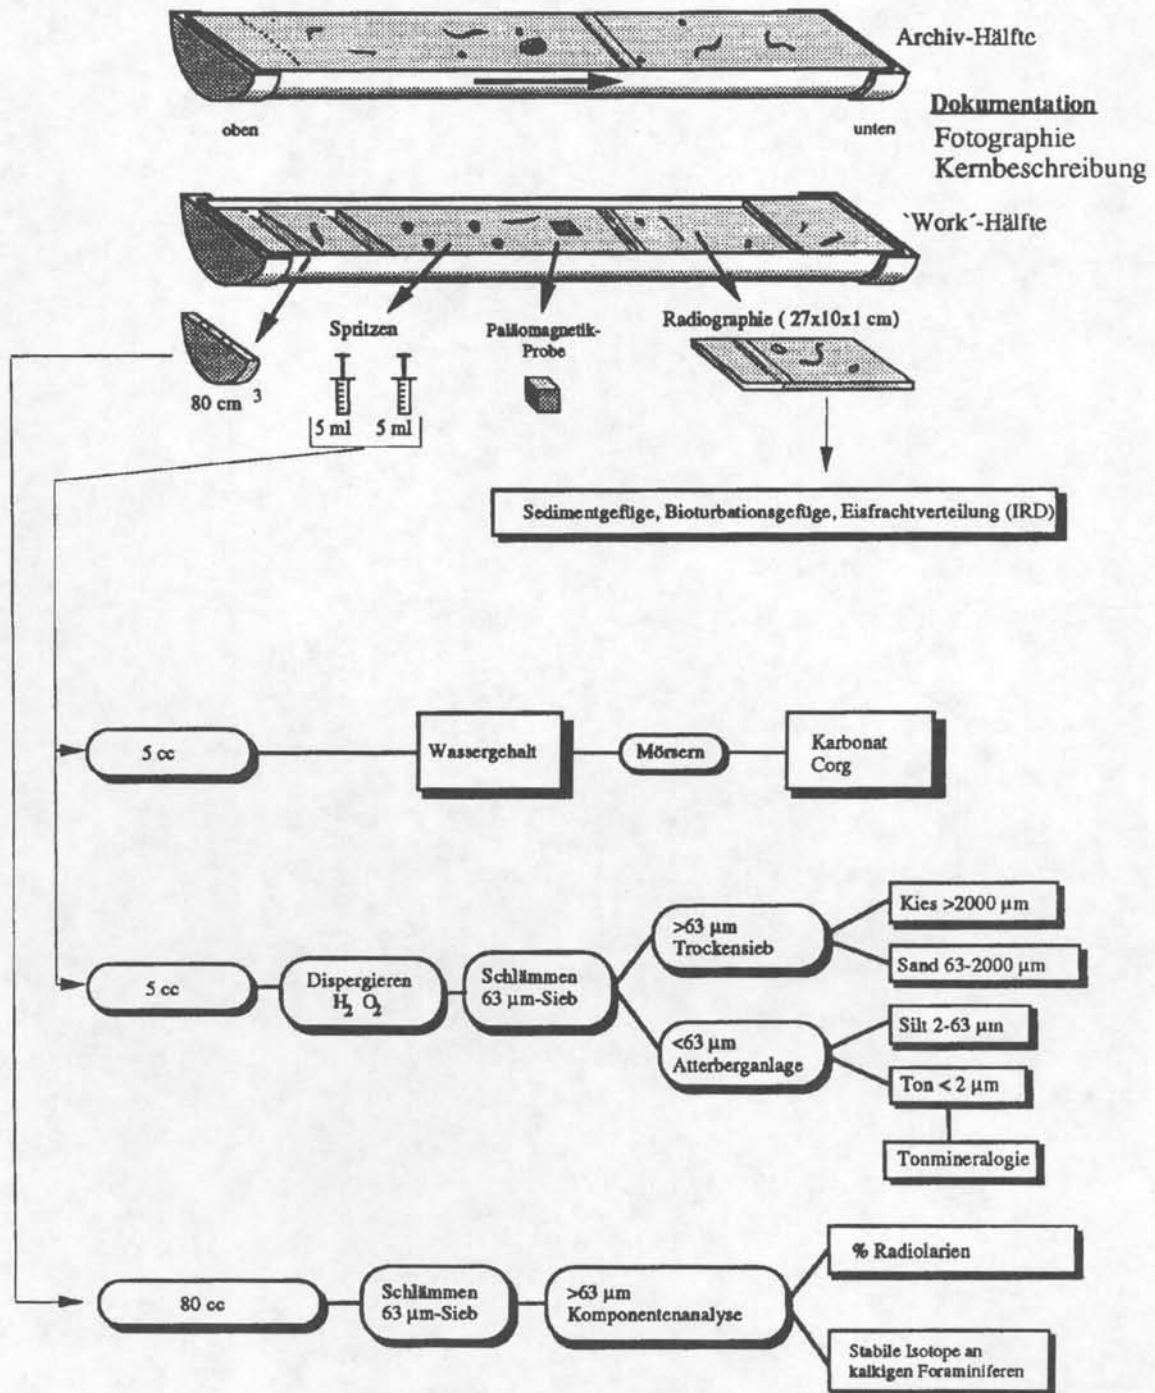 Archiv-Hälfte
oben
unten
Dokumentation
Fotographie
Kernbeschreibung
`Work´-Hälfte
Spritzen
Paläomagnetik-
Probe
Radiographie ( 27x10x1 cm)
80 cm 3
5 ml 5 ml
Sedimentgefüge, Bioturbationsgefüge, Eisfrachtverteilung (IRD)
5 cc
Wassergehalt
Mörsern
Karbonat
Corg
5 cc
Dispergieren
H2 O2
Schlämmen
63 µm-Sieb
>63 µm
Trockensieb
Kies >2000 µm
Sand 63-2000 µm
<63 µm
Atterberganlage
Silt 2-63 µm
Ton < 2 µm
Tonmineralogie
80 cc
Schlämmen
63 µm-Sieb
>63 µm
Komponentenanalyse
% Radiolarien
Stabile Isotope an
kalkigen Foraminiferen